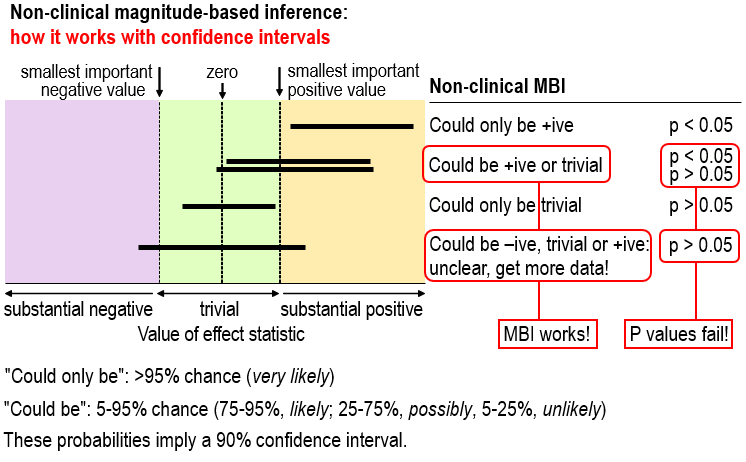 Non-clinical magnitude-based inference:
how it works with confidence intervals
smallest important
negative value
zero
smallest important
positive value
Non-clinical MBI
Could only be +ive p < 0.05
Could be +ive or trivial p < 0.05
p > 0.05
Could only be trivial p > 0.05
Could be –ive, trivial or +ive: p > 0.05
unclear, get more data!
substantial negative trivial substantial positive
Value of effect statistic
MBI works! P values fail!
"Could only be": >95% chance (very likely)
"Could be": 5-95% chance (75-95%, likely; 25-75%, possibly, 5-25%, unlikely)
These probabilities imply a 90% confidence interval.